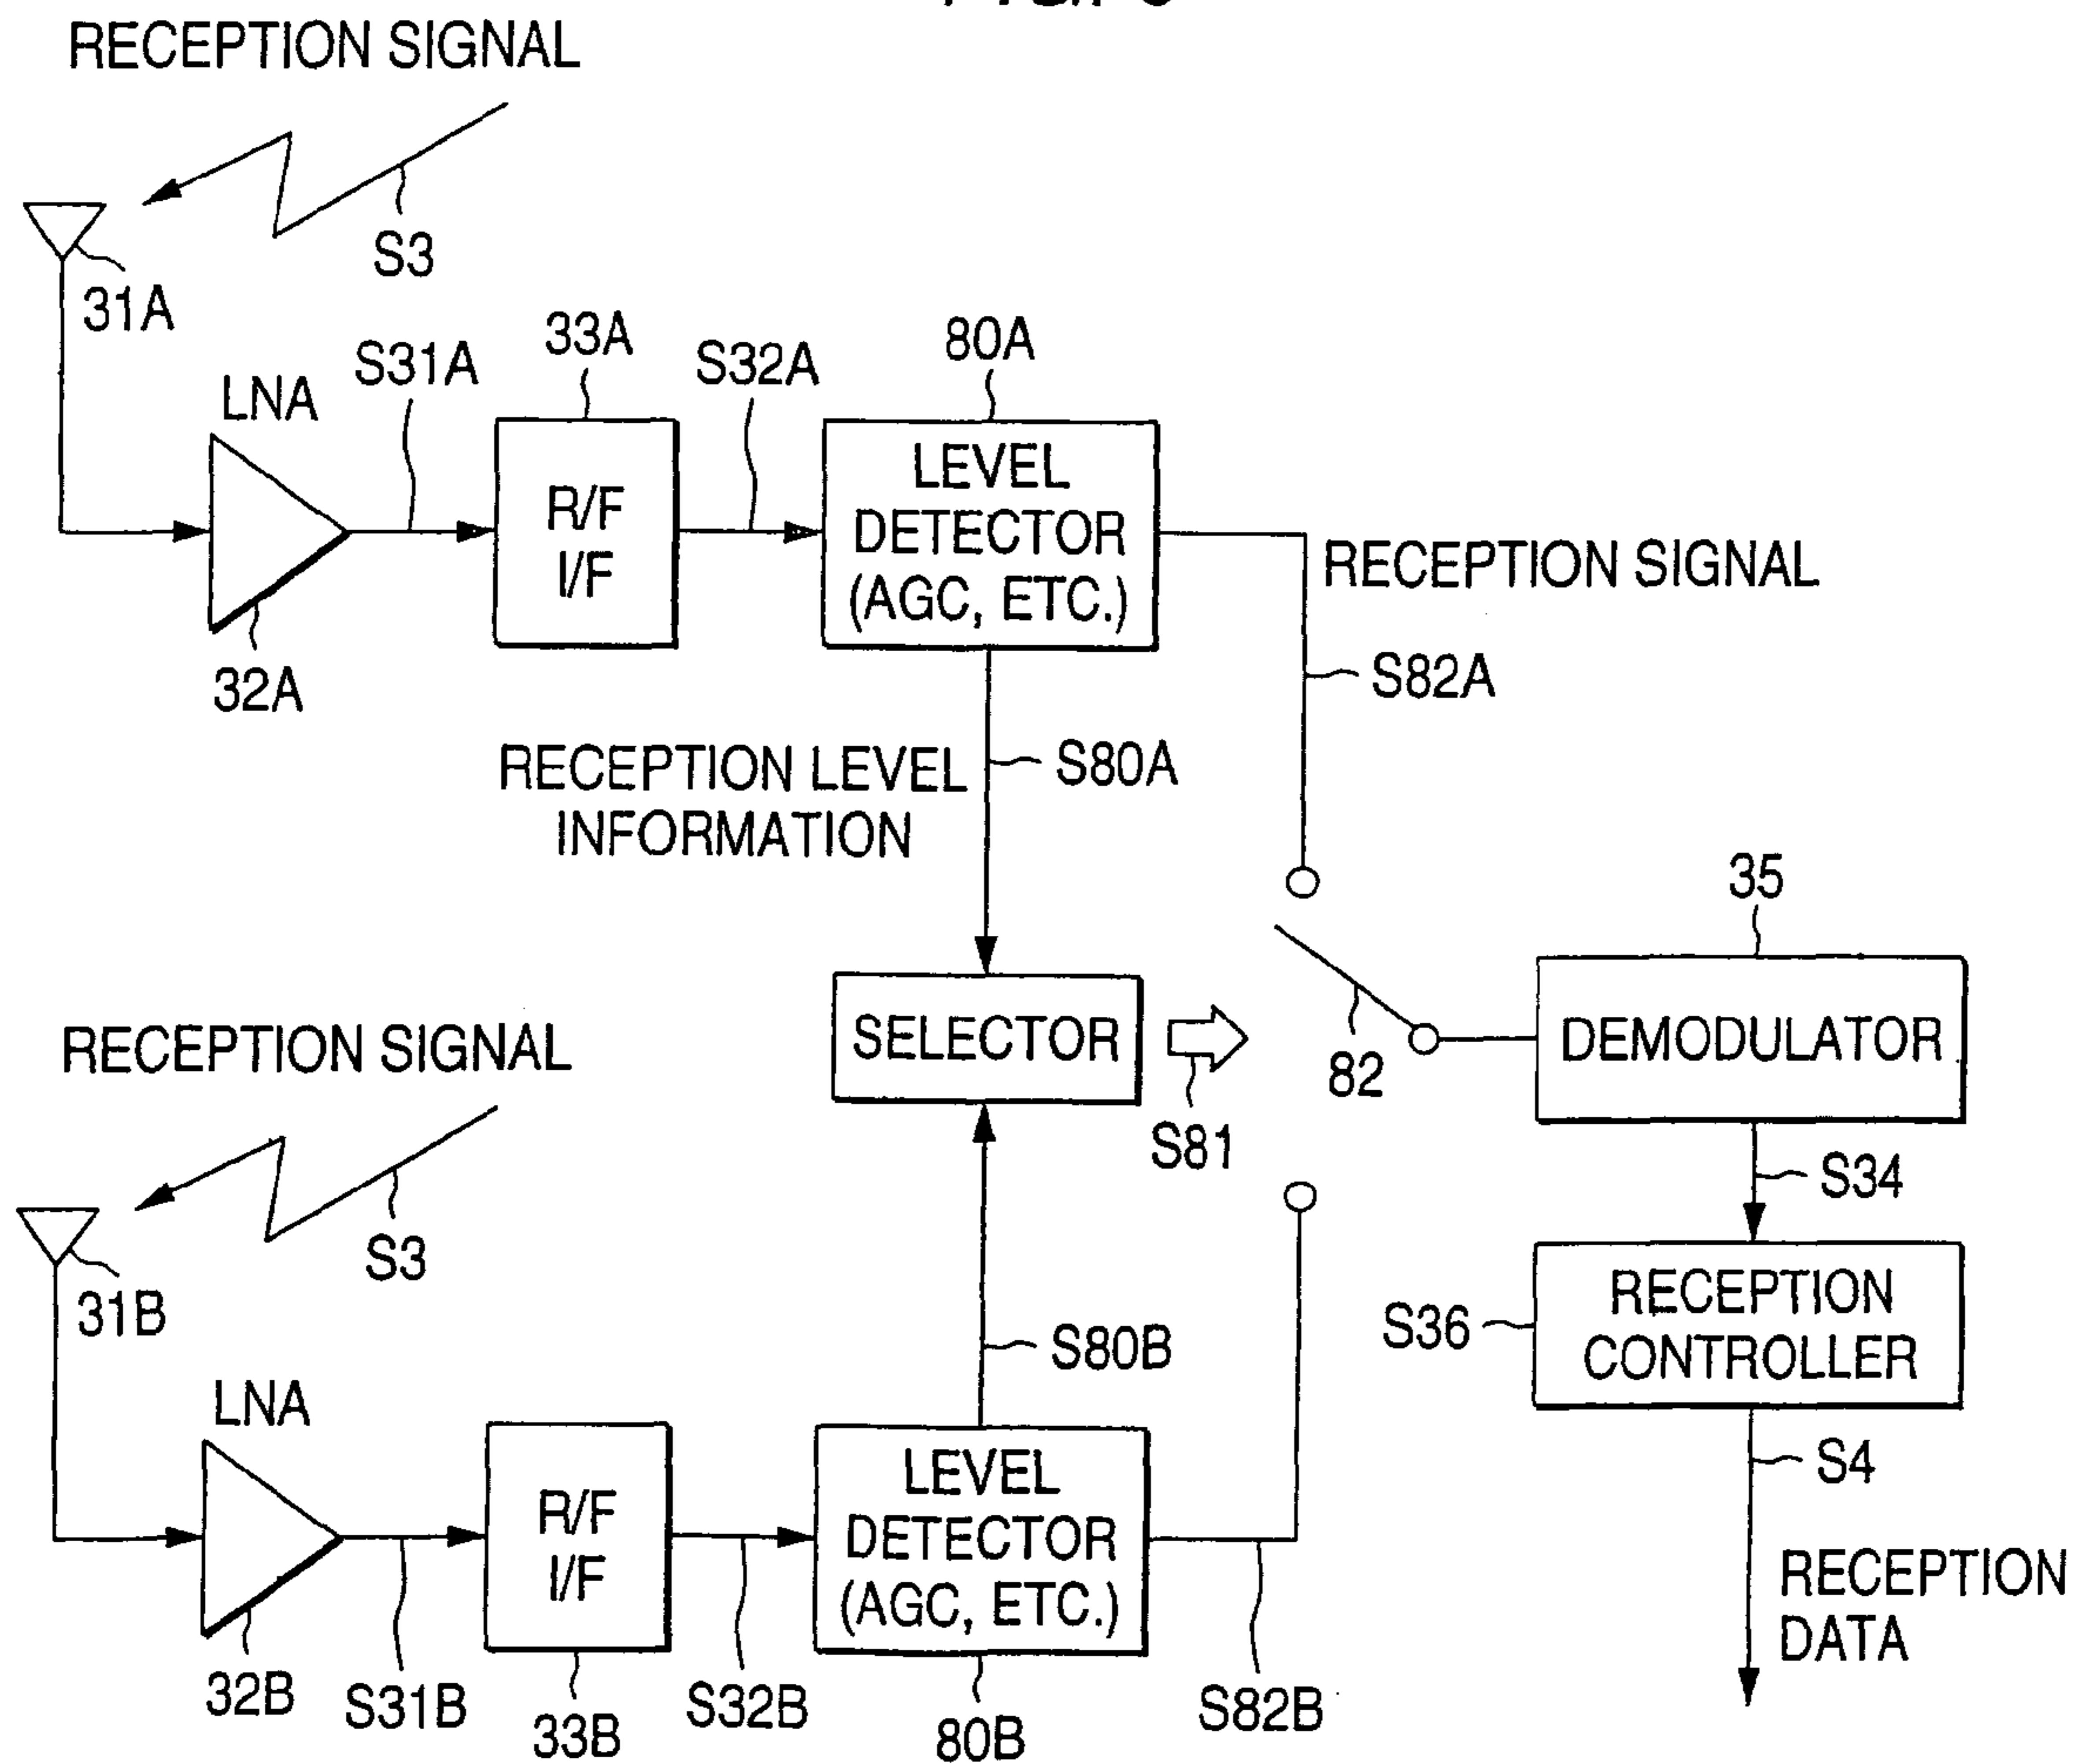 RECEPTION SIGNAL
S3
31A
LNA
S31A
33A
S32A
80A
R/F
I/F
LEVEL
DETECTOR
(AGC, ETC.)
32A
RECEPTION SIGNAL
S82A
RECEPTION LEVEL
INFORMATION
S80A
35
SELECTOR
S81
82
DEMODULATOR
S34
RECEPTION
CONTROLLER
S36
S4
RECEPTION
DATA
RECEPTION SIGNAL
S3
31B
S80B
LNA
R/F
I/F
LEVEL
DETECTOR
(AGC, ETC.)
32B
S31B
33B
S32B
80B
S82B